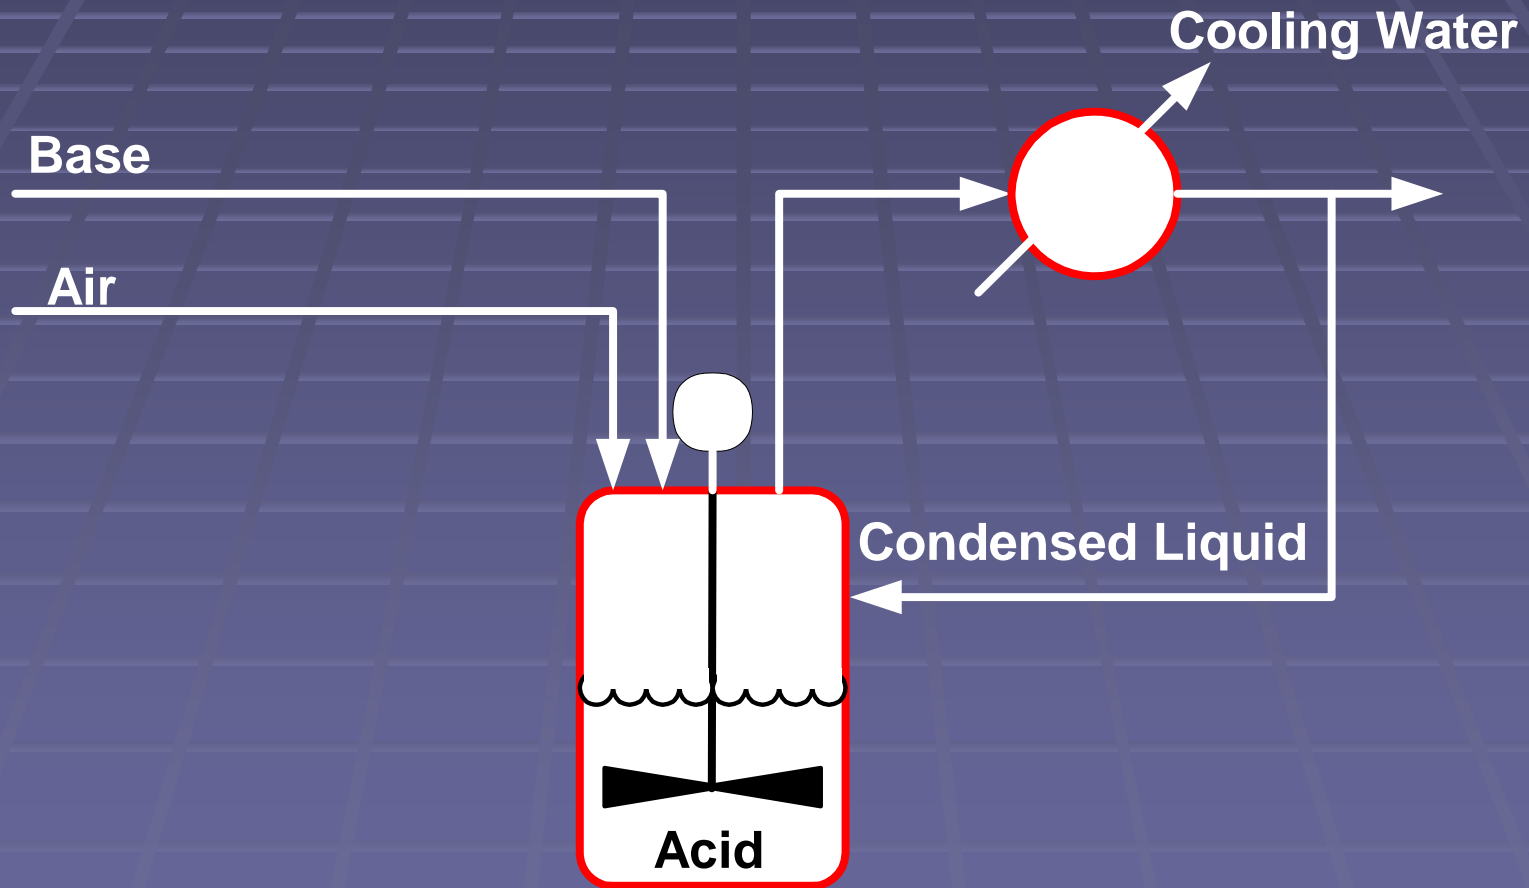 Cooling Water
Base
Air
Condensed Liquid
Acid